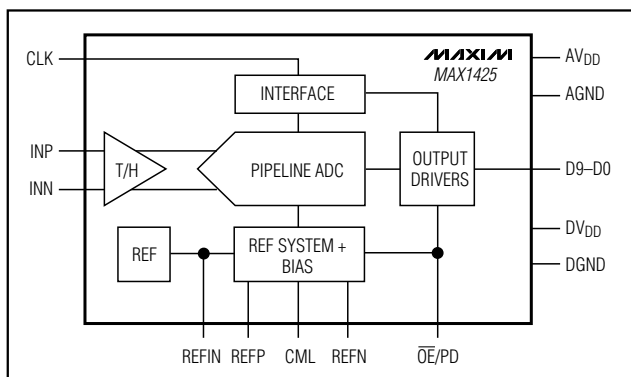 CLK
MAXIM
MAX1425
AVDD
AGND
INTERFACE
INP
INN
T/H
PIPELINE ADC
OUTPUT
DRIVERS
D9–D0
REF
REF SYSTEM +
BIAS
DVDD
DGND
REFIN REFP CML REFN O̅E̅/PD